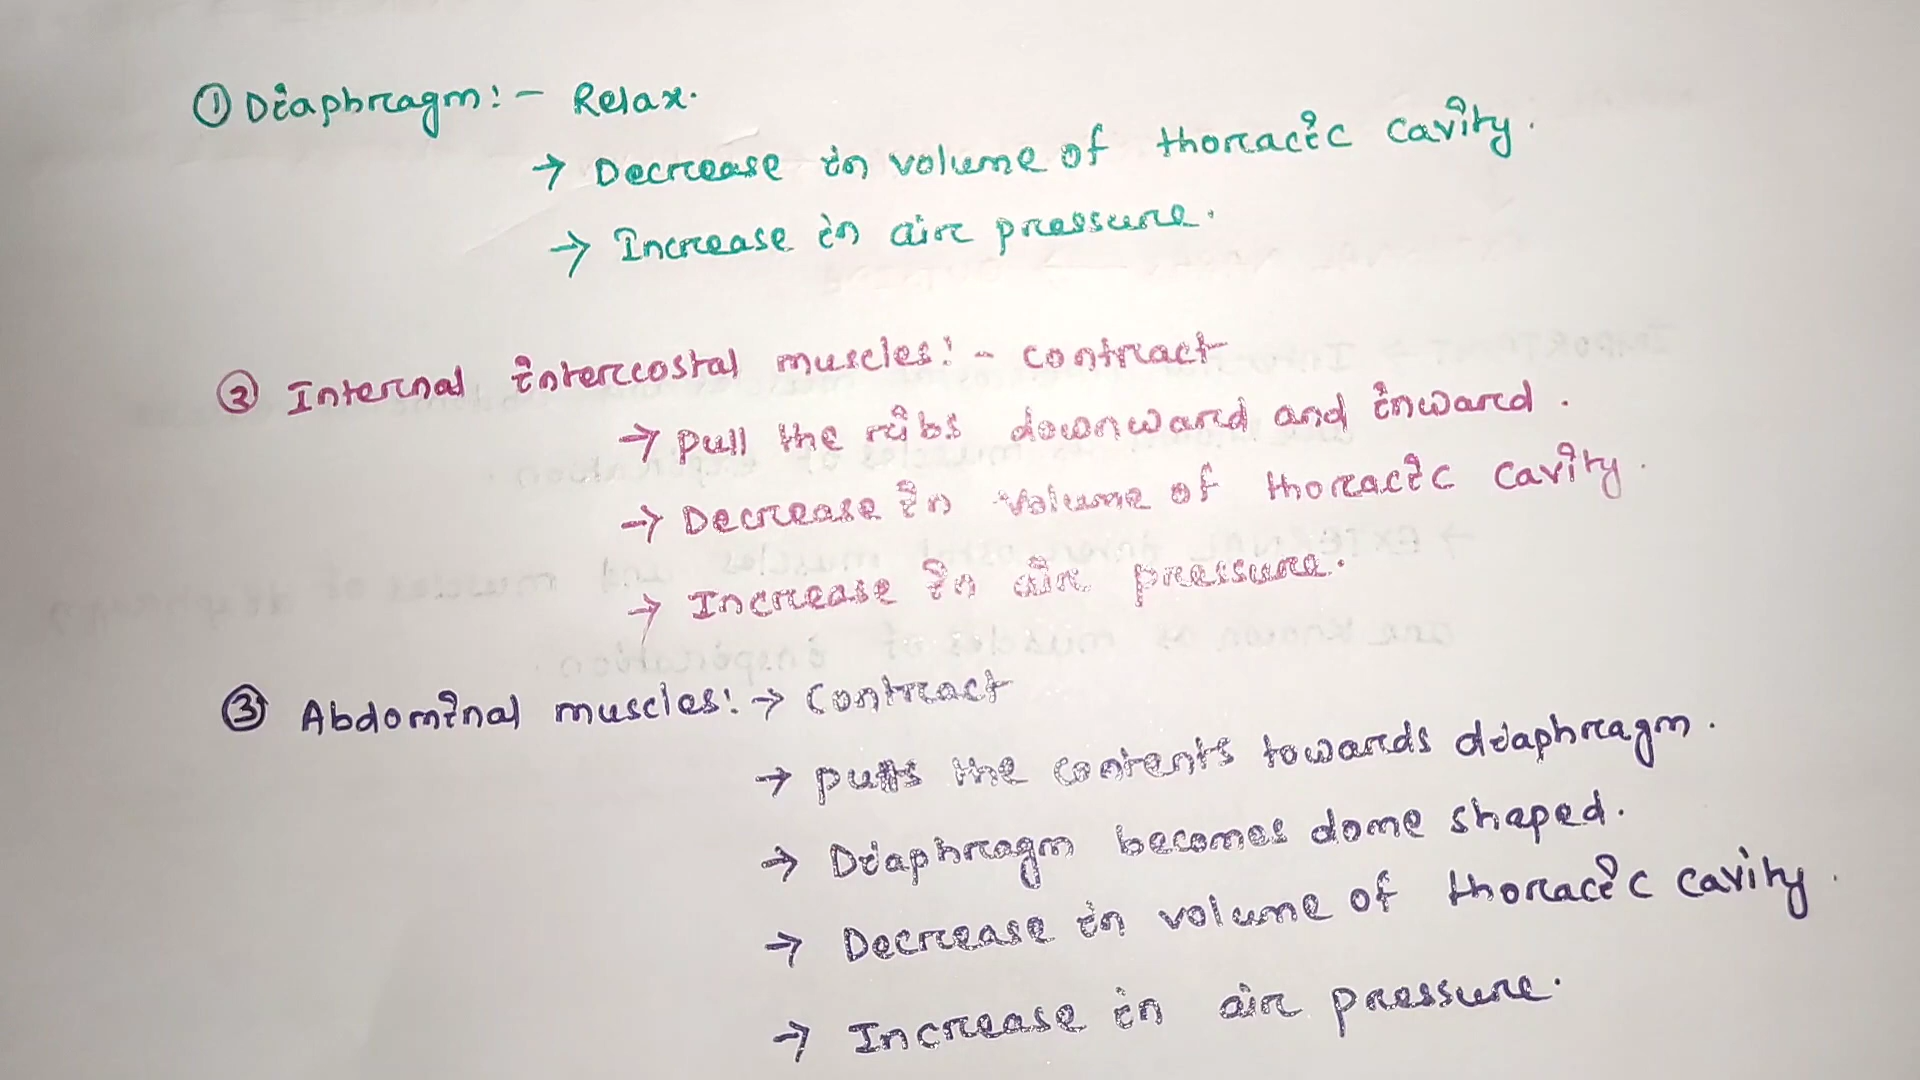 ① Diaphragm:- Relax.
→ Decrease in volume of thoracic cavity.
→ Increase in air pressure.
② Internal intercostal muscles:- contract
→ pull the ribs downward and inward.
→ Decrease in volume of thoracic cavity.
→ Increase in air pressure.
③ Abdominal muscles:→ Contract
→ the contents towards diaphragm.
→ Diaphragm becomes dome shaped.
→ Decrease in volume of thoracic cavity.
→ Increase in air pressure.